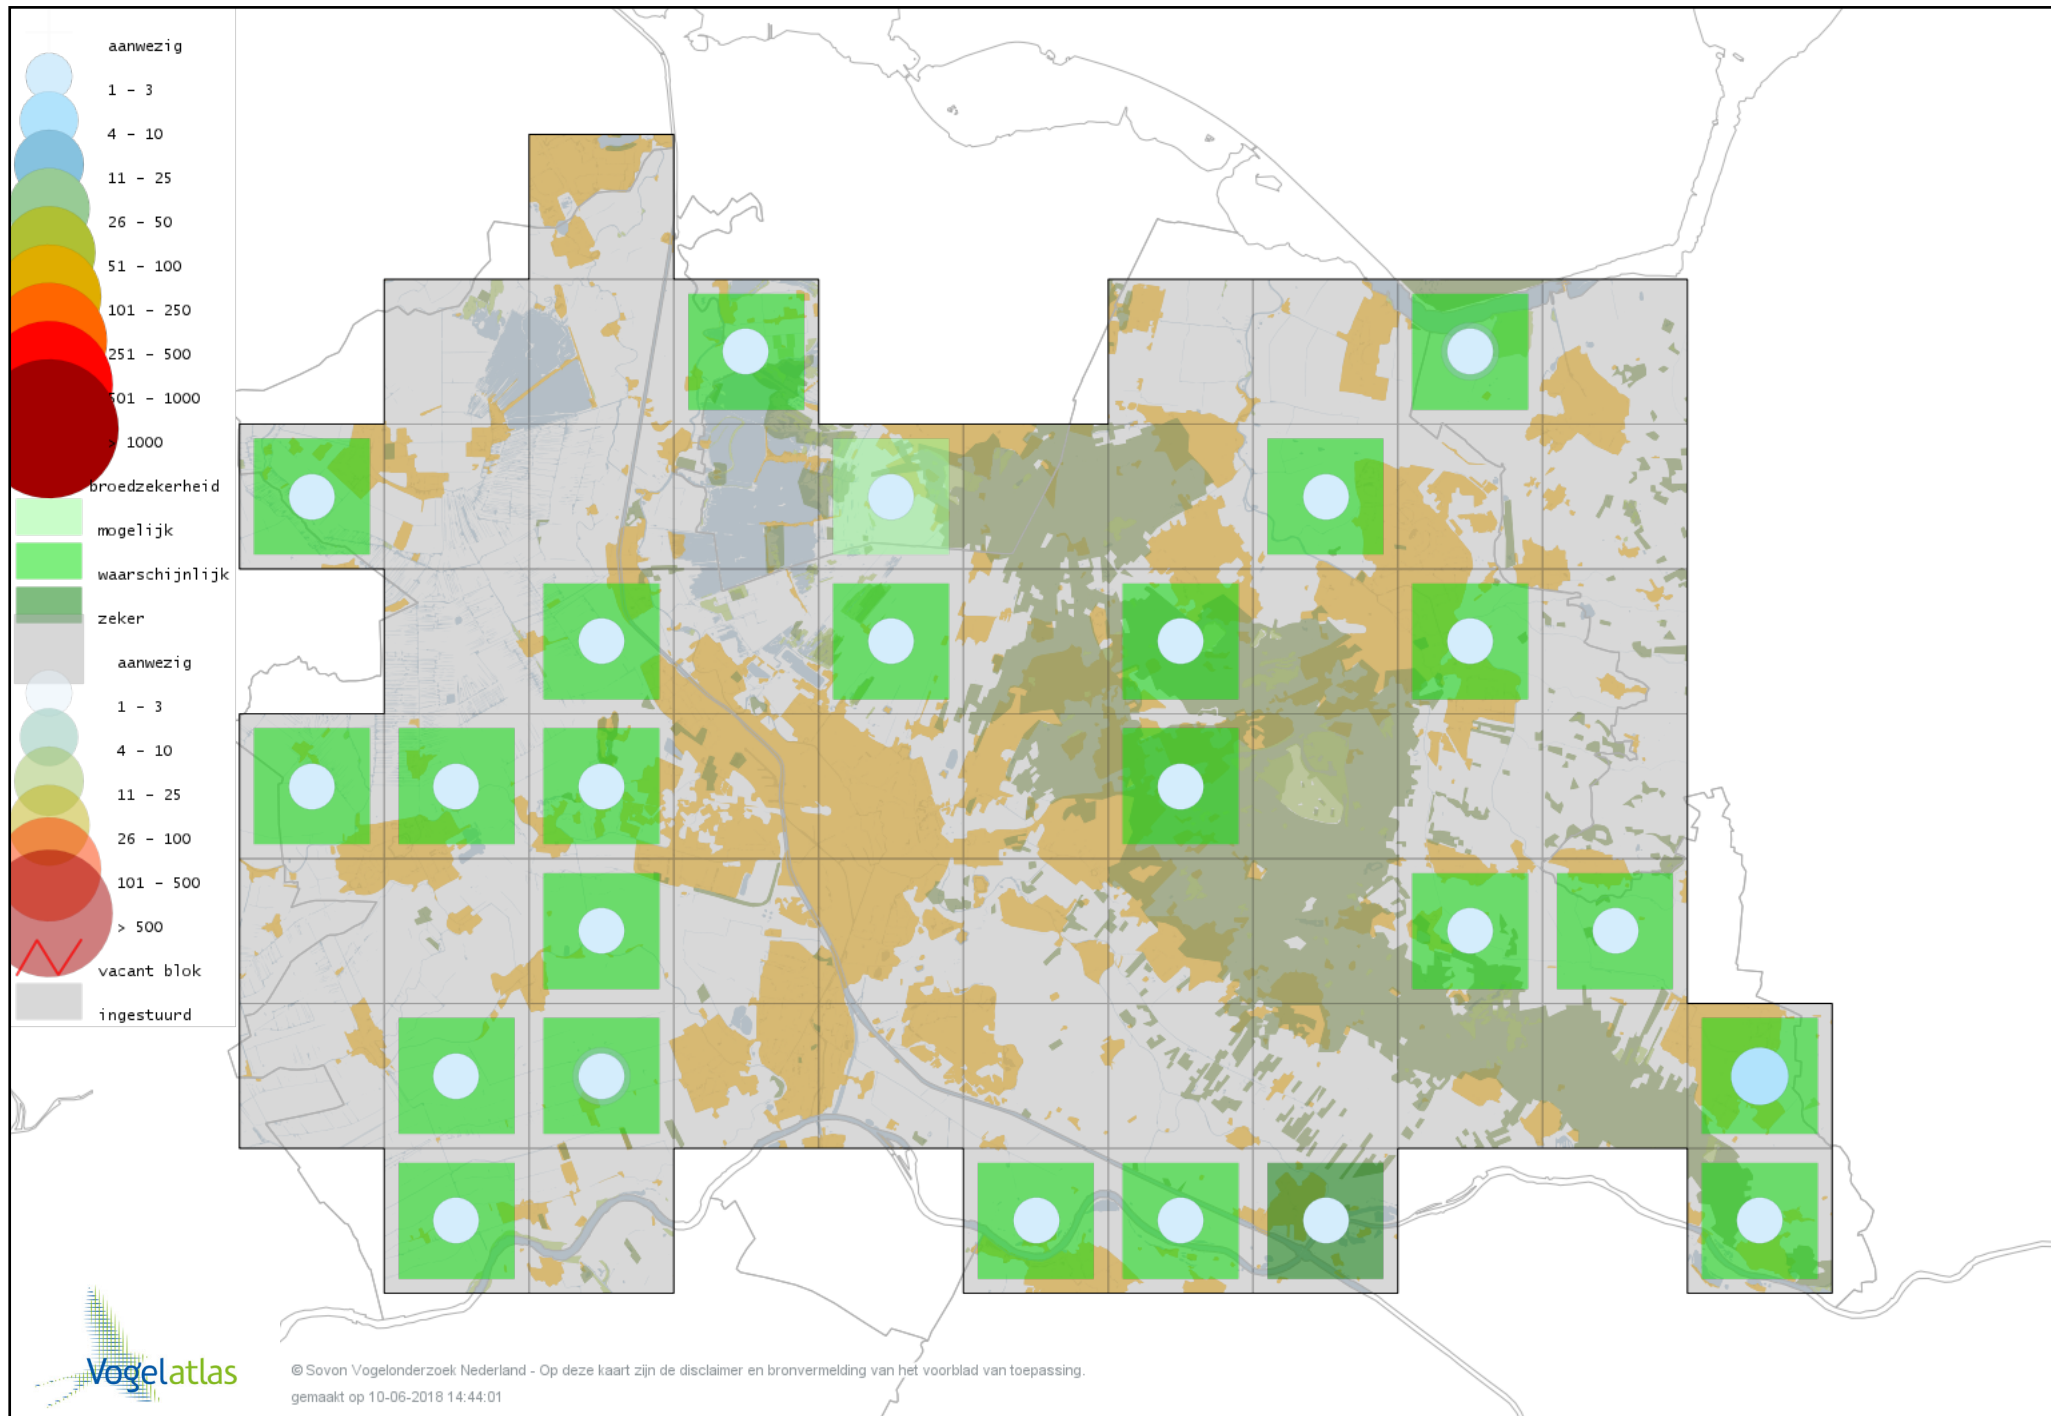 aanwezig
1 - 3
4 - 10
11 - 25
26 - 50
51 - 100
101 - 250
251 - 500
501 - 1000
> 1000
broedzekerheid
mogelijk
waarschijnlijk
zeker
aanwezig
1 - 3
4 - 10
11 - 25
26 - 100
101 - 500
> 500
vacant blok
ingestuurd
Vogelatlas
© Sovon Vogelonderzoek Nederland - Op deze kaart zijn de disclaimer en bronvermelding van het voorblad van toepassing.
gemaakt op 10-06-2018 14:44:01